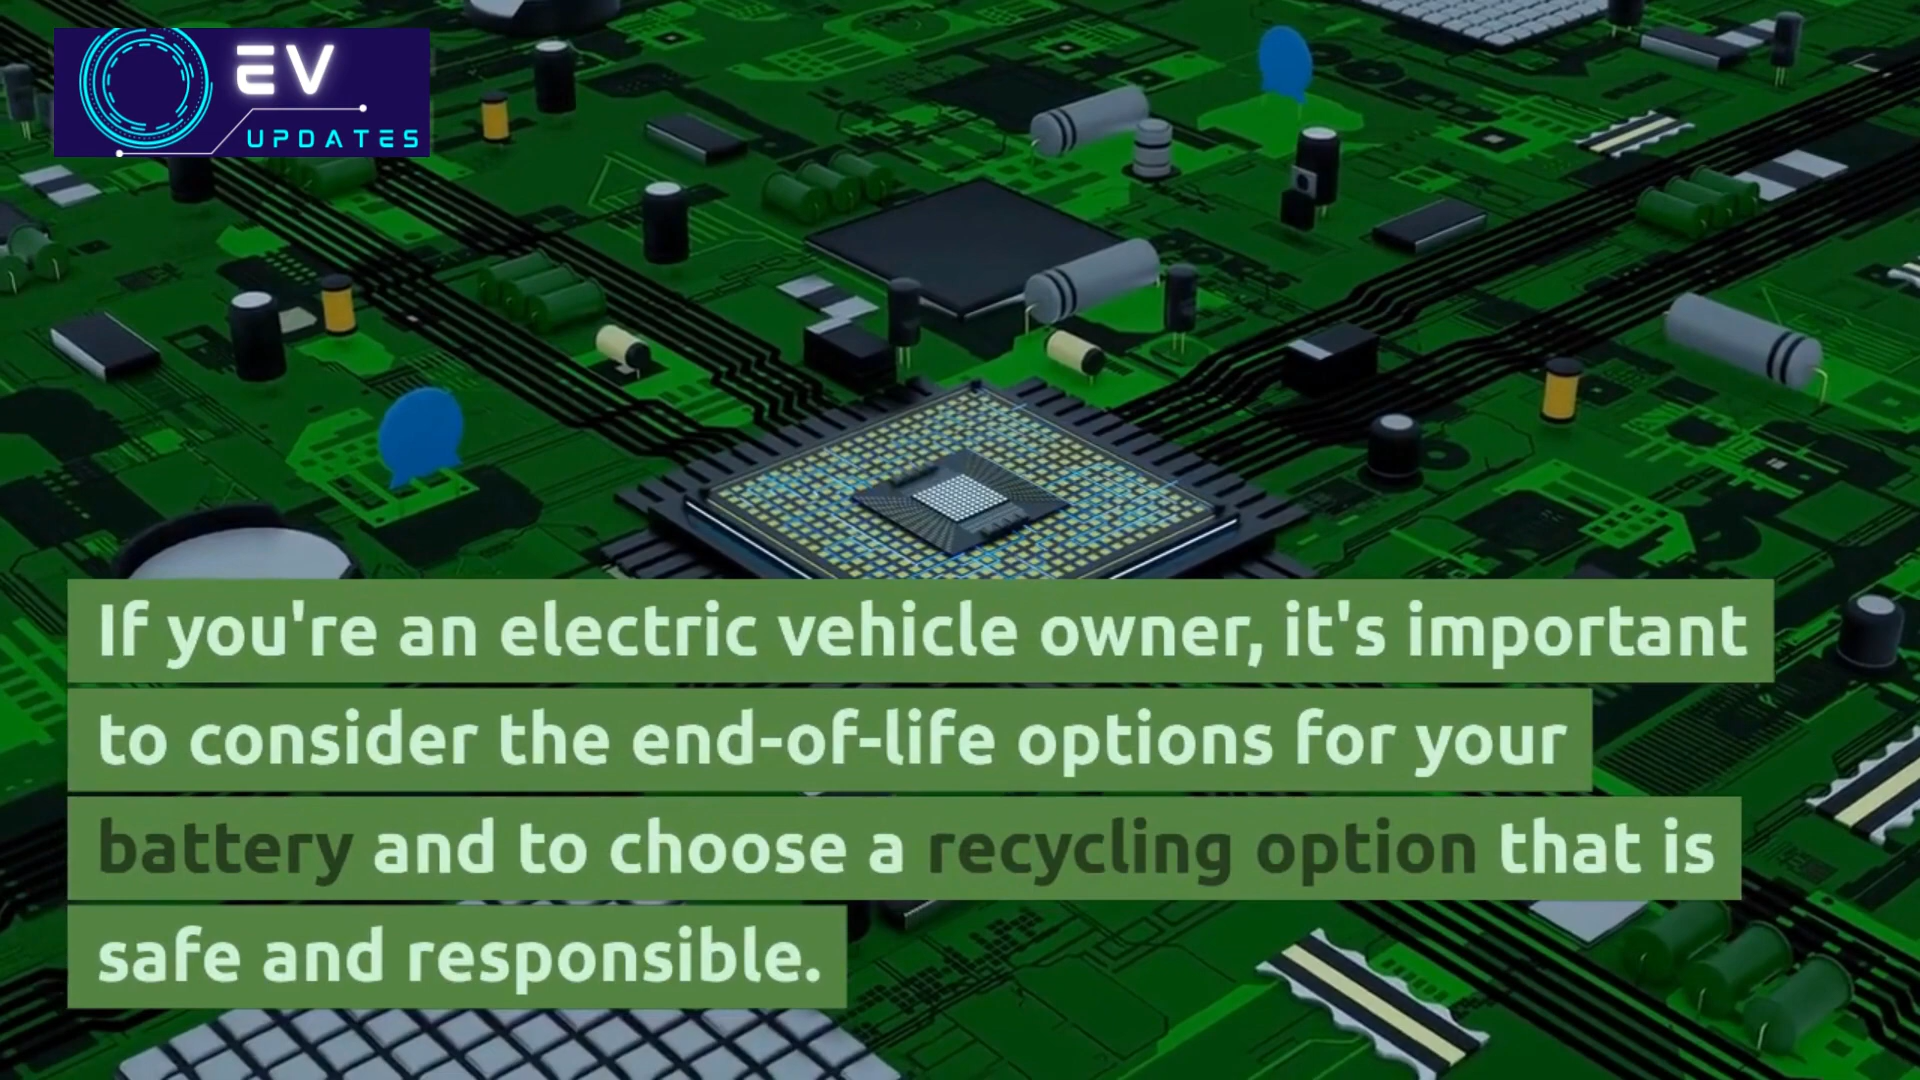 EV
UPDATES
If you're an electric vehicle owner, it's important
to consider the end-of-life options for your
battery and to choose a recycling option that is
safe and responsible.